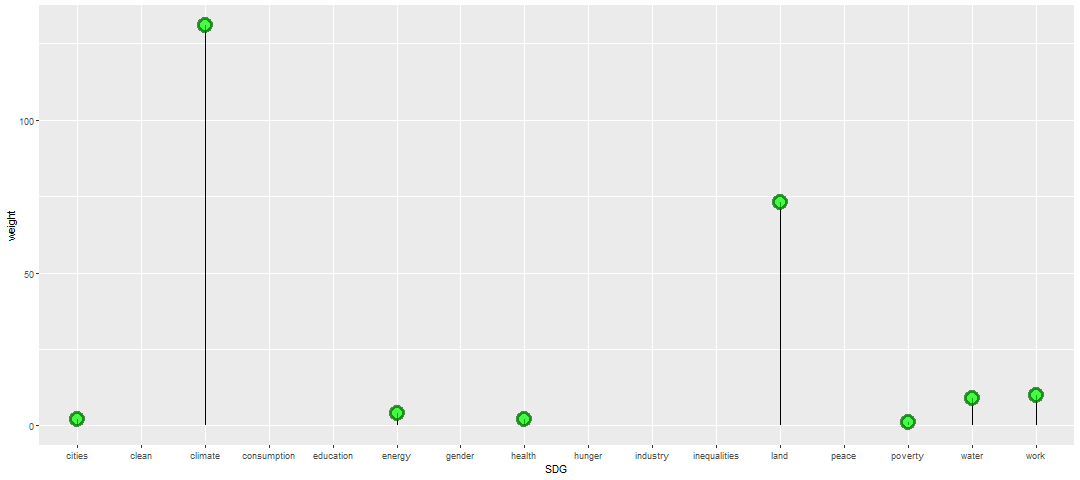 weight
100
50
0
cities clean climate consumption education energy gender health hunger industry inequalities land peace poverty water work
SDG